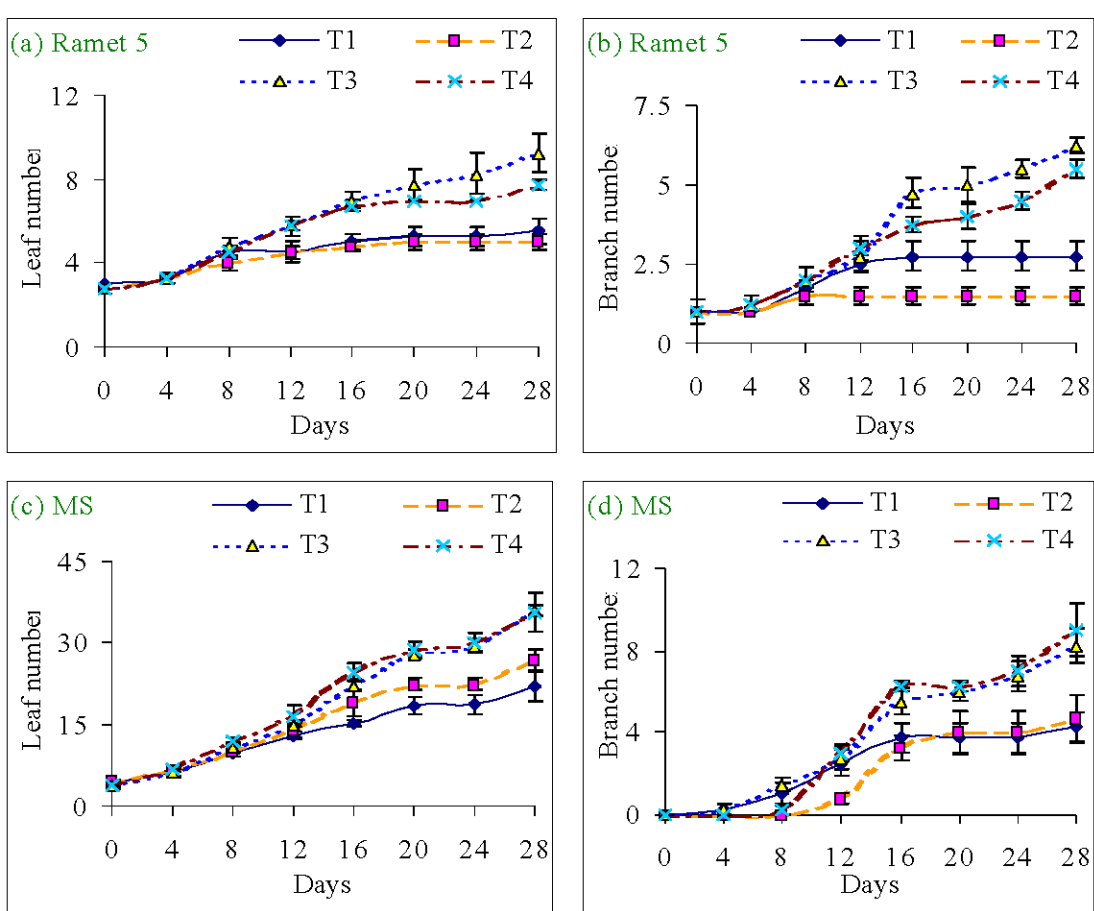 (a) Ramet 5
T1 T2
T3 T4
Leaf number
12
8
4
0
0 4 8 12 16 20 24 28
Days
(b) Ramet 5
T1 T2
T3 T4
Branch number
7.5
5
2.5
0
0 4 8 12 16 20 24 28
Days
(c) MS
T1 T2
T3 T4
Leaf number
45
30
15
0
0 4 8 12 16 20 24 28
Days
(d) MS
T1 T2
T3 T4
Branch number
12
8
4
0
0 4 8 12 16 20 24 28
Days